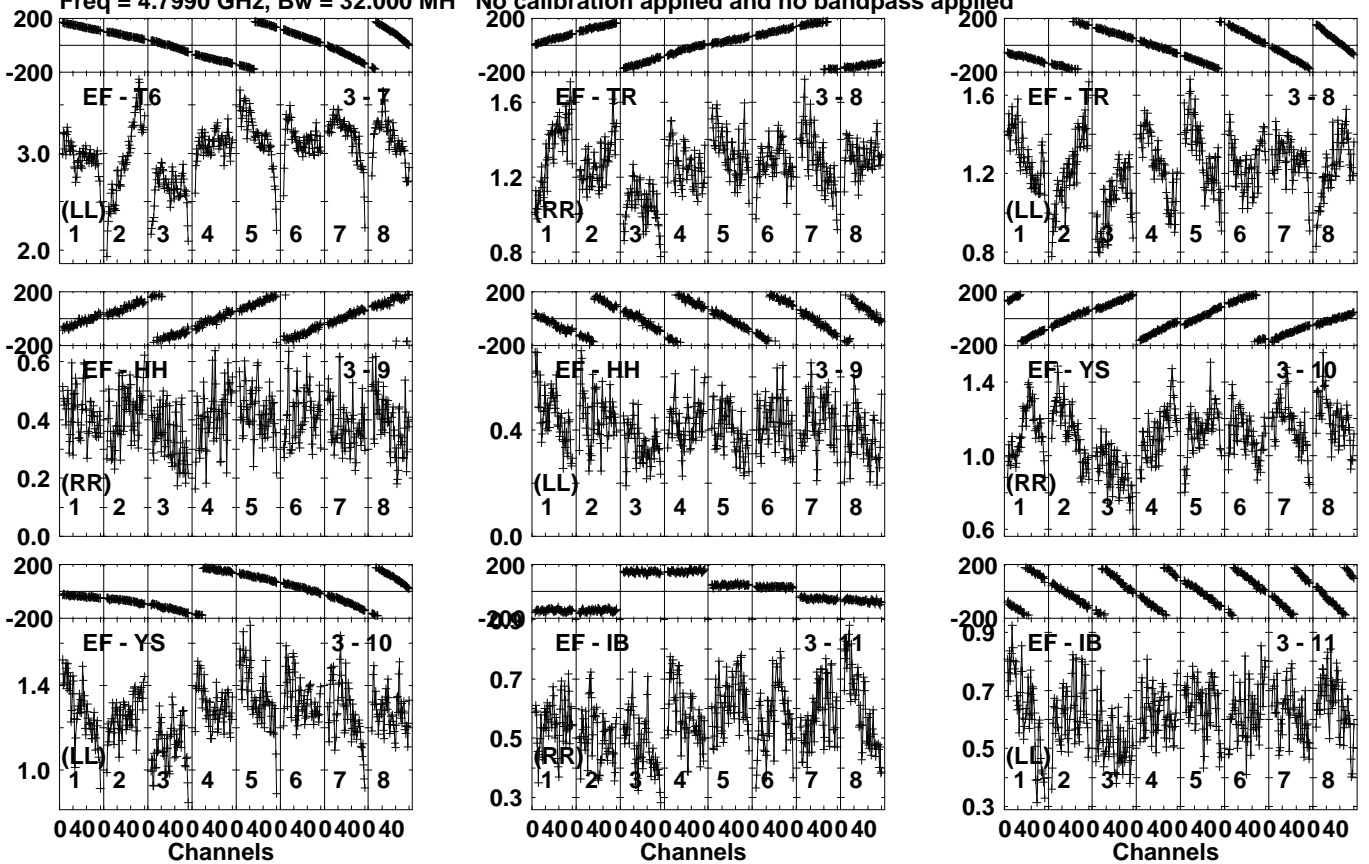 Freq = 4.7990 GHz, Bw = 32.000 MH No calibration applied and no bandpass applied
200
-200
EF - T6
3 - 7
3.0
2.0
(LL)
1 2 3 4 5 6 7 8
200
-200
EF - TR
3 - 8
1.6
1.2
0.8
(RR)
1 2 3 4 5 6 7 8
200
-200
EF - TR
3 - 8
1.6
1.2
0.8
(LL)
1 2 3 4 5 6 7 8
200
-200
EF - HH
3 - 9
0.6
0.4
0.2
0.0
(RR)
1 2 3 4 5 6 7 8
200
-200
EF - HH
3 - 9
0.4
0.0
(LL)
1 2 3 4 5 6 7 8
200
-200
EF - YS
3 - 10
1.4
1.0
0.6
(RR)
1 2 3 4 5 6 7 8
200
-200
EF - YS
3 - 10
1.4
1.0
(LL)
1 2 3 4 5 6 7 8
200
-200
0.9
EF - IB
3 - 11
0.7
0.5
0.3
(RR)
1 2 3 4 5 6 7 8
200
-200
0.9
EF - IB
3 - 11
0.7
0.5
0.3
(LL)
1 2 3 4 5 6 7 8
0 40 0 40 0 40 0 40 0 40 0 40 0 40 0 40
Channels
0 40 0 40 0 40 0 40 0 40 0 40 0 40 0 40
Channels
0 40 0 40 0 40 0 40 0 40 0 40 0 40 0 40
Channels